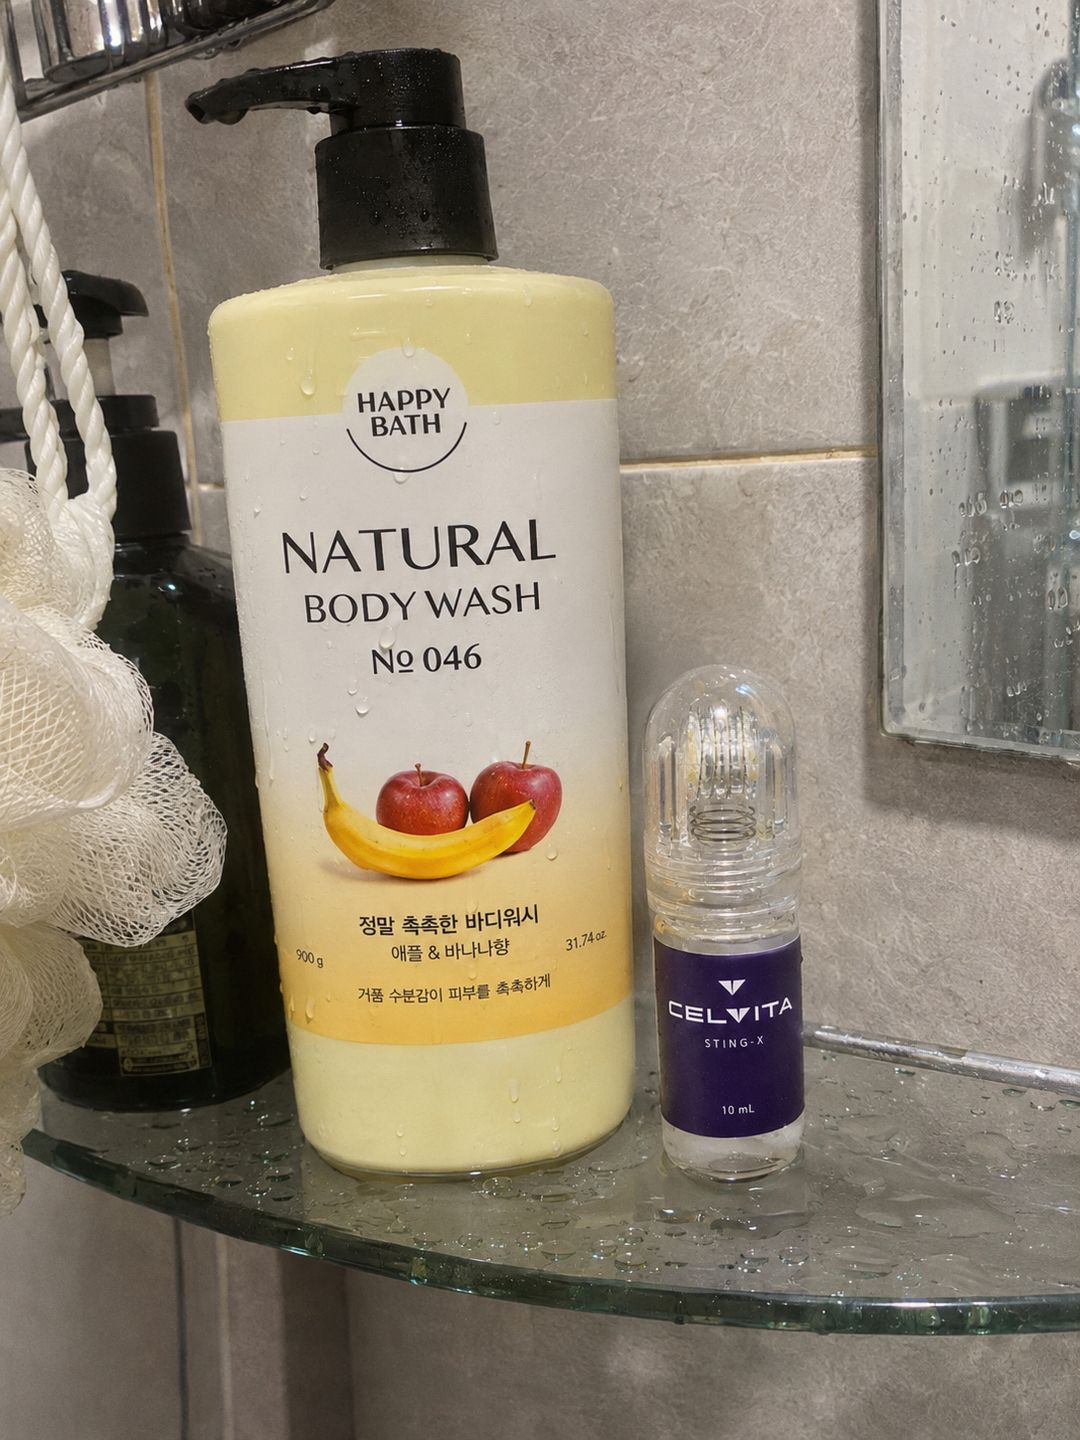 HAPPY
BATH
NATURAL
BODY WASH
№ 046
정말 촉촉한 바디워시
애플 & 바나나향
900 g
31.74 oz.
거품 수분감이 피부를 촉촉하게
CELVITA
STING-X
10 mL